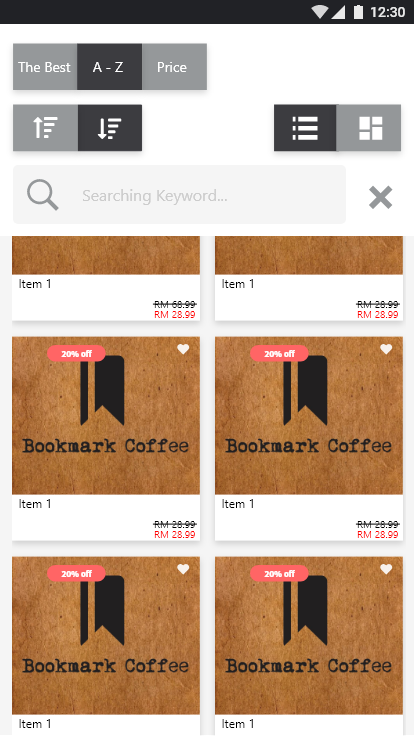 12:30
The Best A - Z Price
Searching Keyword...
Item 1 Item 1
RM 68.99 RM 28.99
RM 28.99 RM 28.99
20% off 20% off
Bookmark Coffee Bookmark Coffee
Item 1 Item 1
RM 28.99 RM 28.99
RM 28.99 RM 28.99
20% off 20% off
Bookmark Coffee Bookmark Coffee
Item 1 Item 1